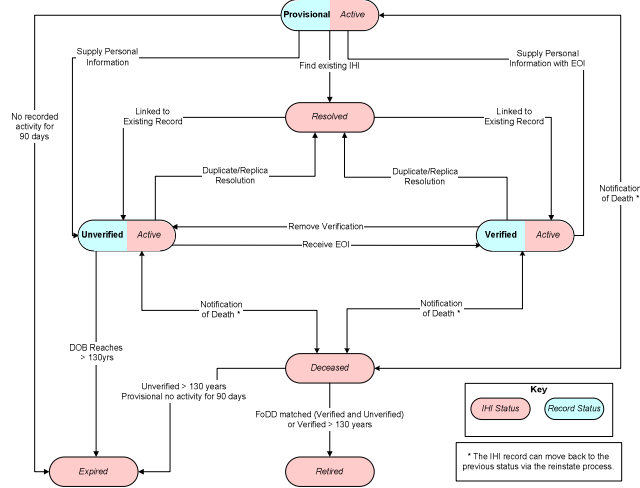 Provisional Active
Supply Personal
Information
Find existing IHI
Supply Personal
Information with EOI
No recorded
activity for
90 days
Linked to
Existing Record
Resolved
Linked to
Existing Record
Duplicate/Replica
Resolution
Duplicate/Replica
Resolution
Notification
of Death *
Unverified Active
Remove Verification
Receive EOI
Verified Active
Notification
of Death *
Notification
of Death *
DOB Reaches
> 130yrs
Deceased
Unverified > 130 years
Provisional no activity for 90 days
FoDD matched (Verified and Unverified)
or Verified > 130 years
Key
IHI Status
Record Status
* The IHI record can move back to the
previous status via the reinstate process.
Expired
Retired